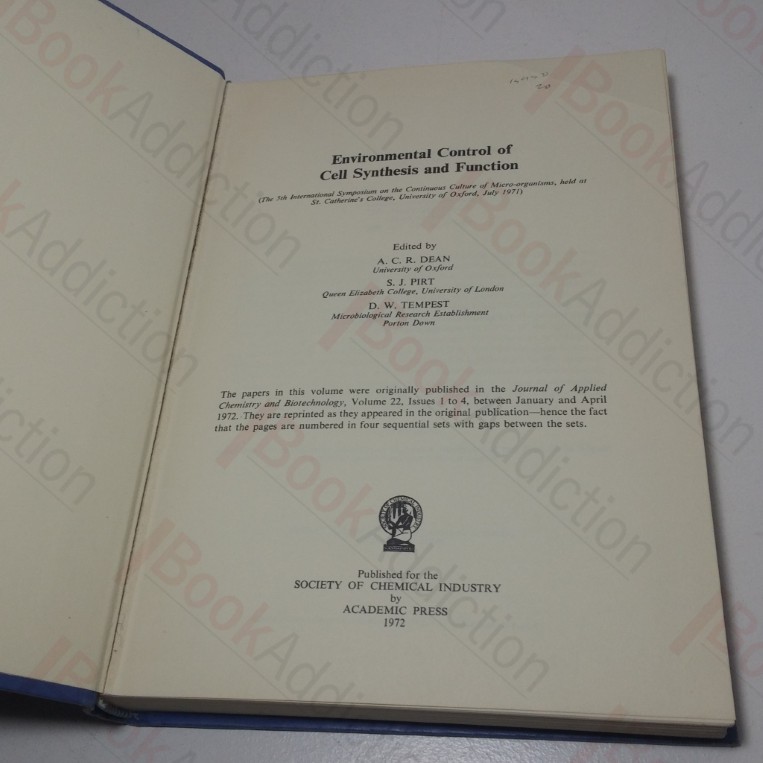 Environmental Control of
Cell Synthesis and Function
(The 5th International Symposium on the Continuous Culture of Micro-organisms, held at
St. Catherine's College, University of Oxford, July 1971)
Edited by
A. C. R. DEAN
University of Oxford
S. J. PIRT
Queen Elizabeth College, University of London
D. W. TEMPEST
Microbiological Research Establishment
Porton Down
The papers in this volume were originally published in the Journal of Applied
Chemistry and Biotechnology, Volume 22, Issues 1 to 4, between January and April
1972. They are reprinted as they appeared in the original publication—hence the fact
that the pages are numbered in four sequential sets with gaps between the sets.
Published for the
SOCIETY OF CHEMICAL INDUSTRY
by
ACADEMIC PRESS
1972
BookAddiction